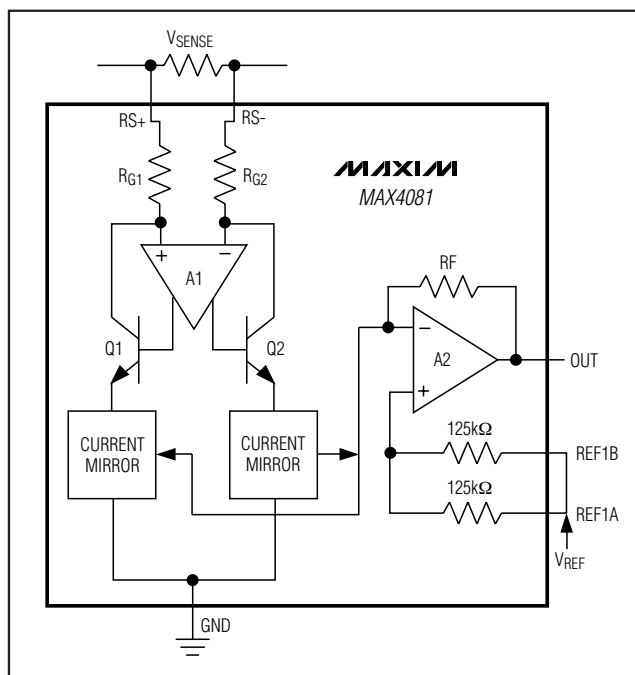 VSENSE
RS+
RS-
RG1
RG2
MAXIM
MAX4081
+
−
A1
RF
Q1
Q2
−
A2
+
OUT
CURRENT
MIRROR
CURRENT
MIRROR
125kΩ
REF1B
125kΩ
REF1A
VREF
GND